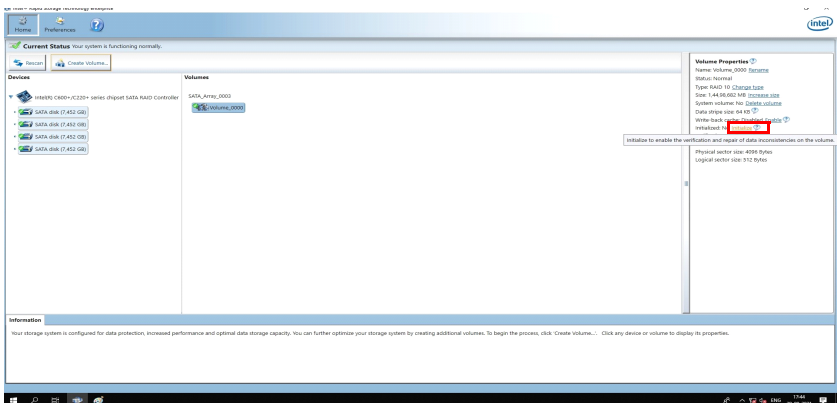 Intel® Rapid Storage Technology enterprise
Home
Preferences
intel
Current Status Your system is functioning normally.
Rescan
Create Volume...
Devices
Intel(R) C600+/C220+ series chipset SATA RAID Controller
SATA disk (7,452 GB)
SATA disk (7,452 GB)
SATA disk (7,452 GB)
SATA disk (7,452 GB)
Volumes
SATA_Array_0003
Volume_0000
Volume Properties
Name: Volume_0000 Rename
Status: Normal
Type: RAID 10 Change type
Size: 1,44,98,682 MB Increase size
System volume: No Delete volume
Data stripe size: 64 KB
Write-back cache: Disabled Enable
Initialized: No Initialize
Initialize to enable the verification and repair of data inconsistencies on the volume.
Physical sector size: 4096 Bytes
Logical sector size: 512 Bytes
Information
Your storage system is configured for data protection, increased performance and optimal data storage capacity. You can further optimize your storage system by creating additional volumes. To begin the process, click 'Create Volume...'. Click any device or volume to display its properties.
ENG
17:44